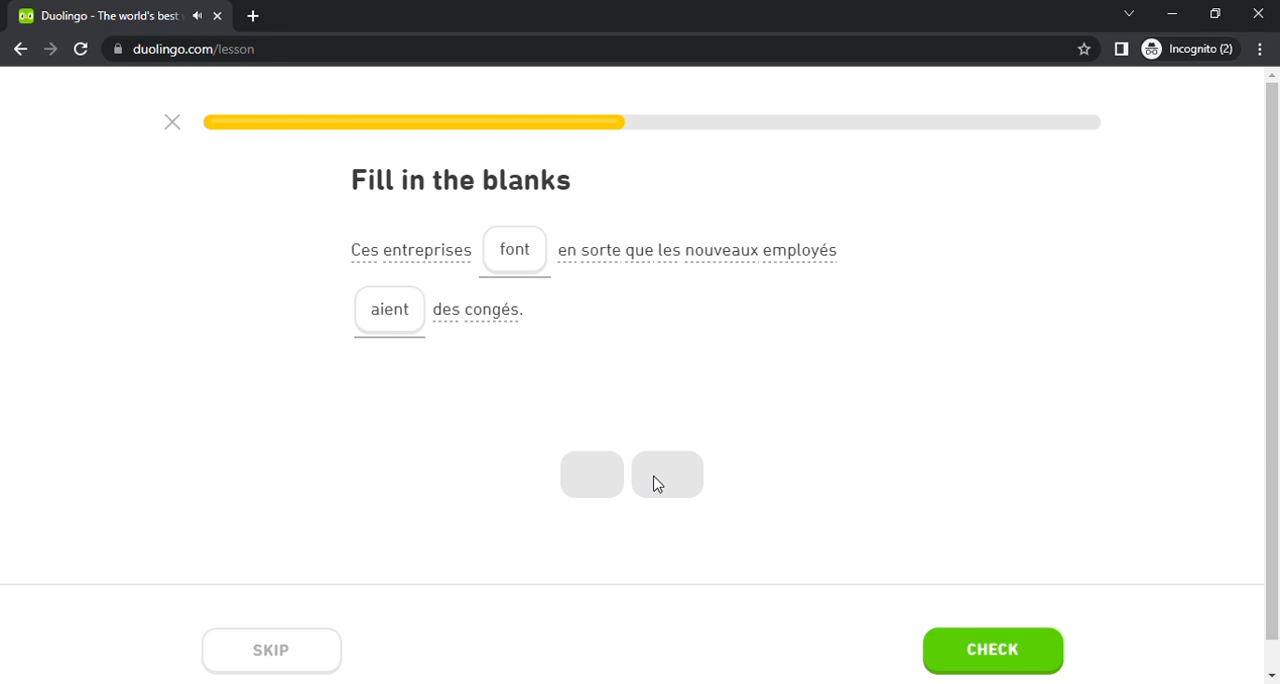 Duolingo - The world's best
duolingo.com/lesson
Incognito (2)
Fill in the blanks
Ces entreprises font en sorte que les nouveaux employés
aient des congés.
SKIP
CHECK